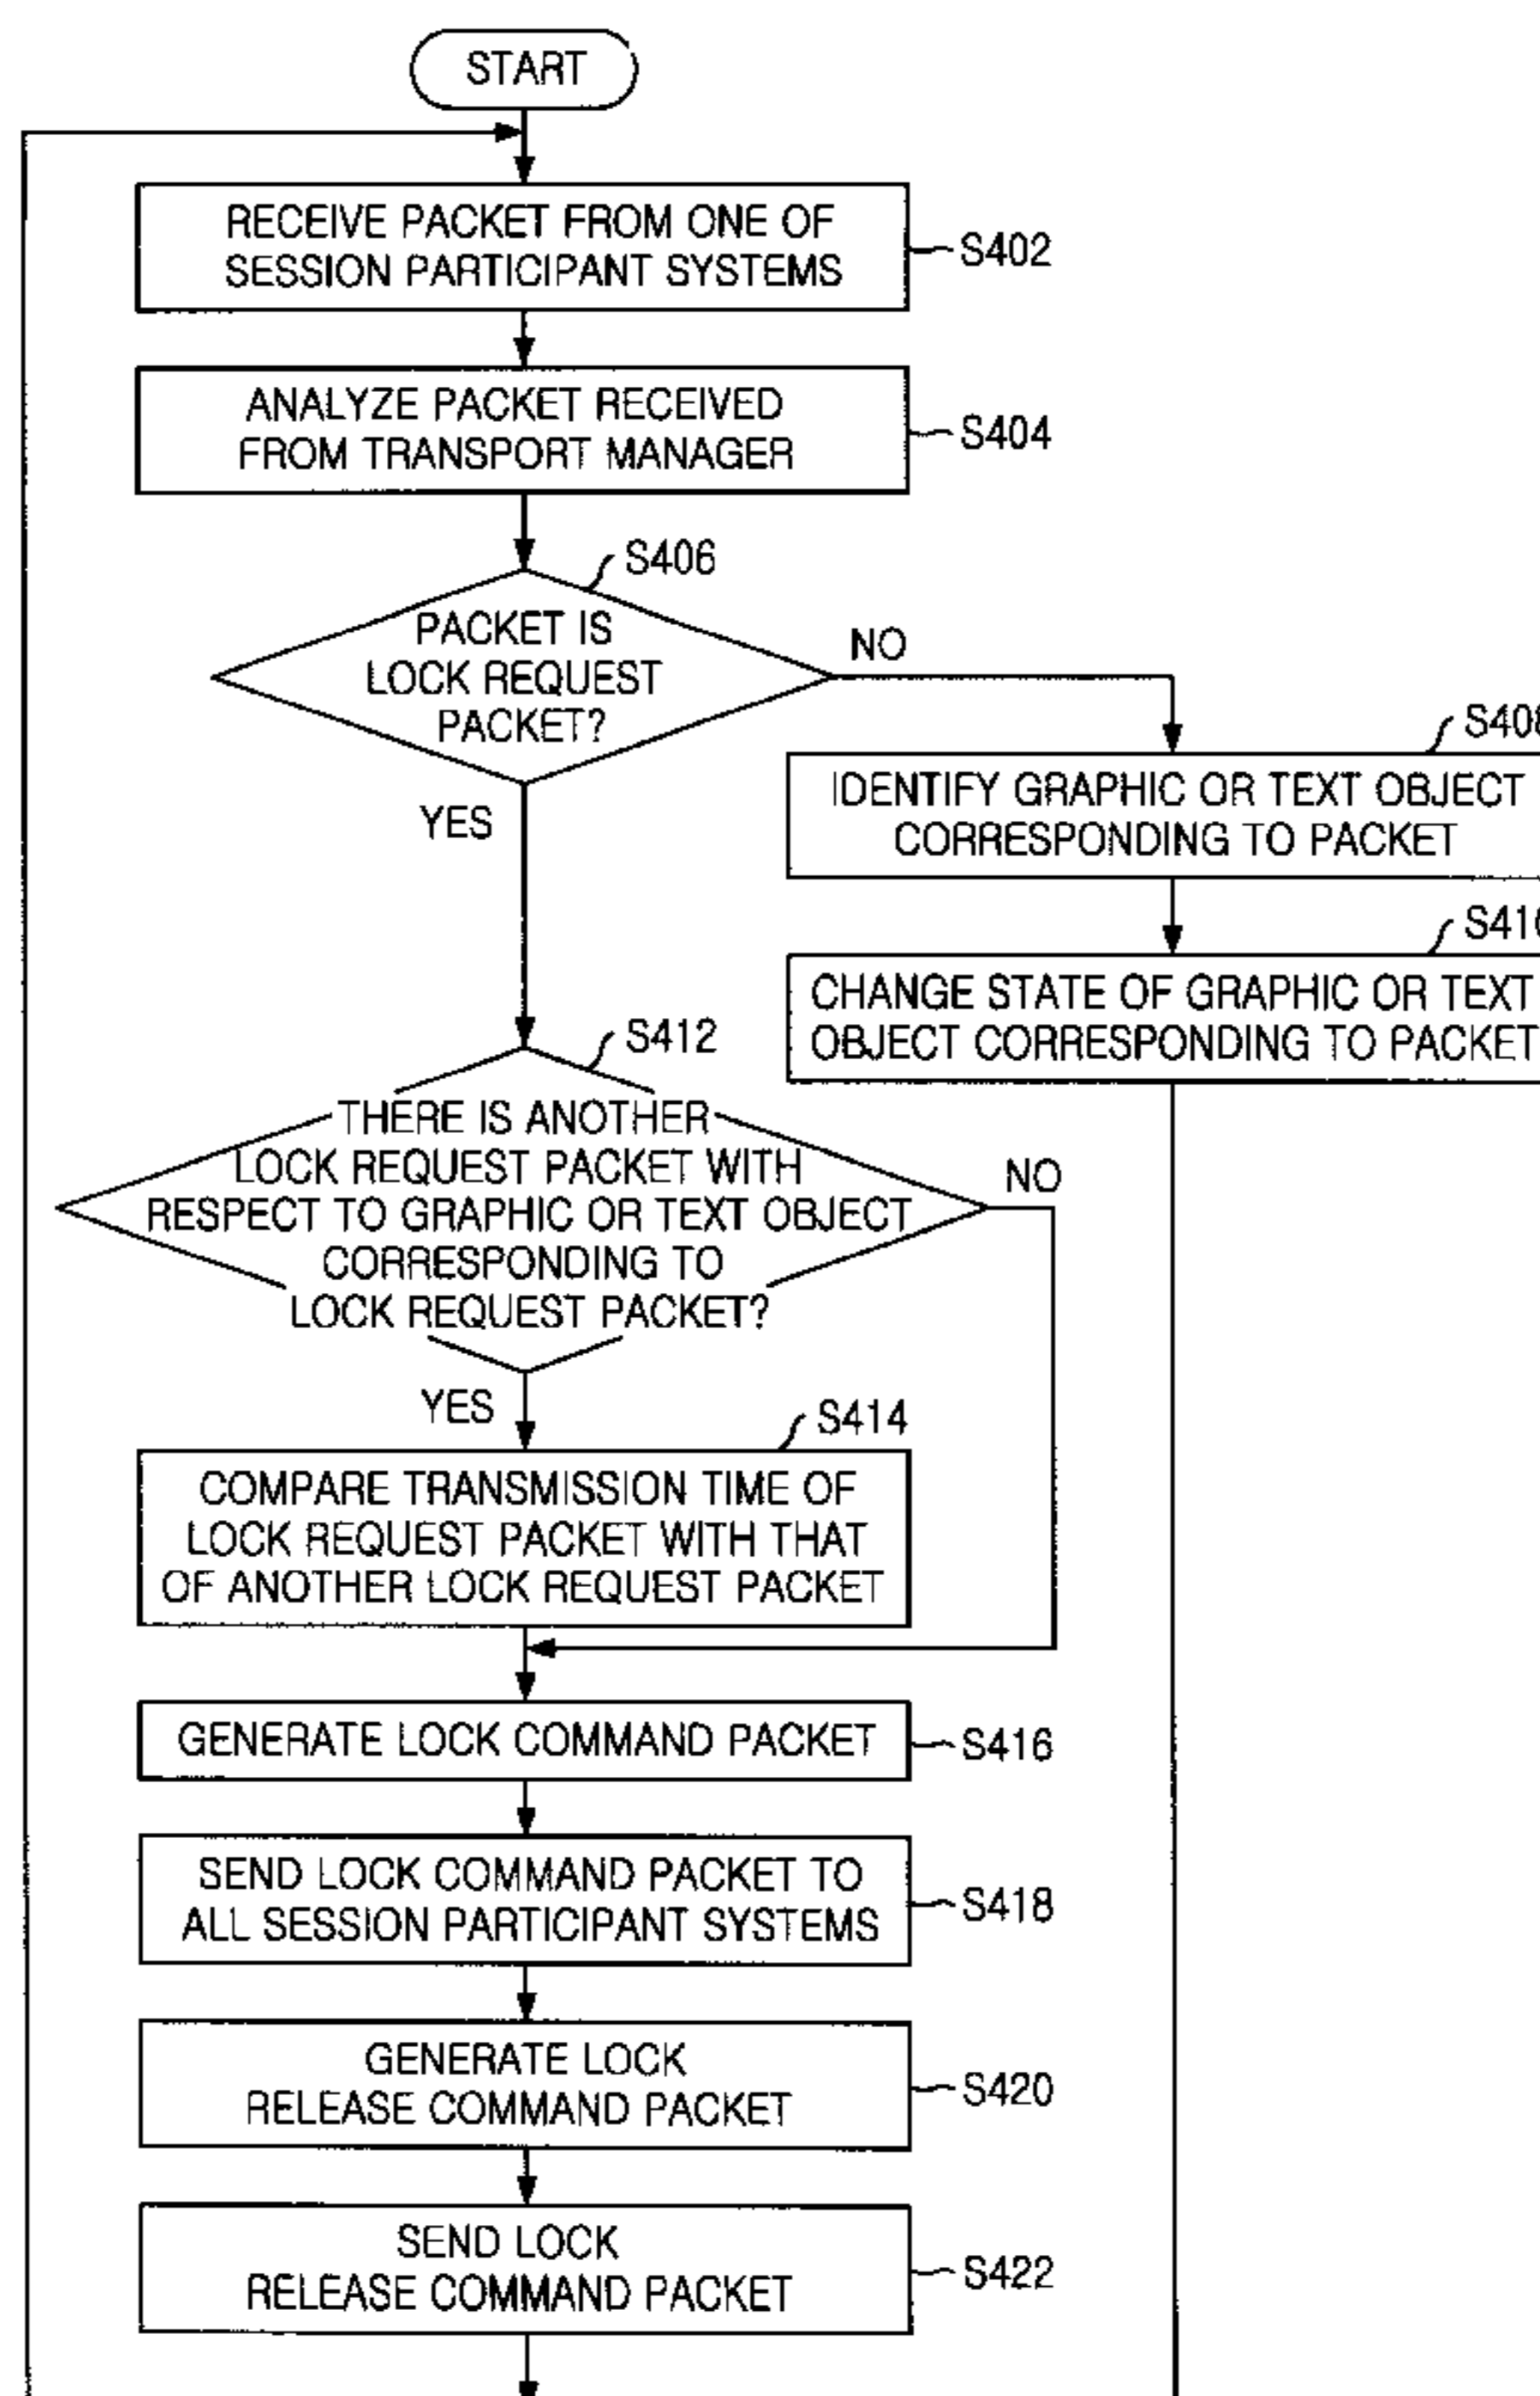 START
RECEIVE PACKET FROM ONE OF
SESSION PARTICIPANT SYSTEMS
S402
ANALYZE PACKET RECEIVED
FROM TRANSPORT MANAGER
S404
S406
PACKET IS
LOCK REQUEST
PACKET?
NO
YES
S408
IDENTIFY GRAPHIC OR TEXT OBJECT
CORRESPONDING TO PACKET
S410
CHANGE STATE OF GRAPHIC OR TEXT
OBJECT CORRESPONDING TO PACKET
S412
THERE IS ANOTHER
LOCK REQUEST PACKET WITH
RESPECT TO GRAPHIC OR TEXT OBJECT
CORRESPONDING TO
LOCK REQUEST PACKET?
NO
YES
S414
COMPARE TRANSMISSION TIME OF
LOCK REQUEST PACKET WITH THAT
OF ANOTHER LOCK REQUEST PACKET
GENERATE LOCK COMMAND PACKET
S416
SEND LOCK COMMAND PACKET TO
ALL SESSION PARTICIPANT SYSTEMS
S418
GENERATE LOCK
RELEASE COMMAND PACKET
S420
SEND LOCK
RELEASE COMMAND PACKET
S422